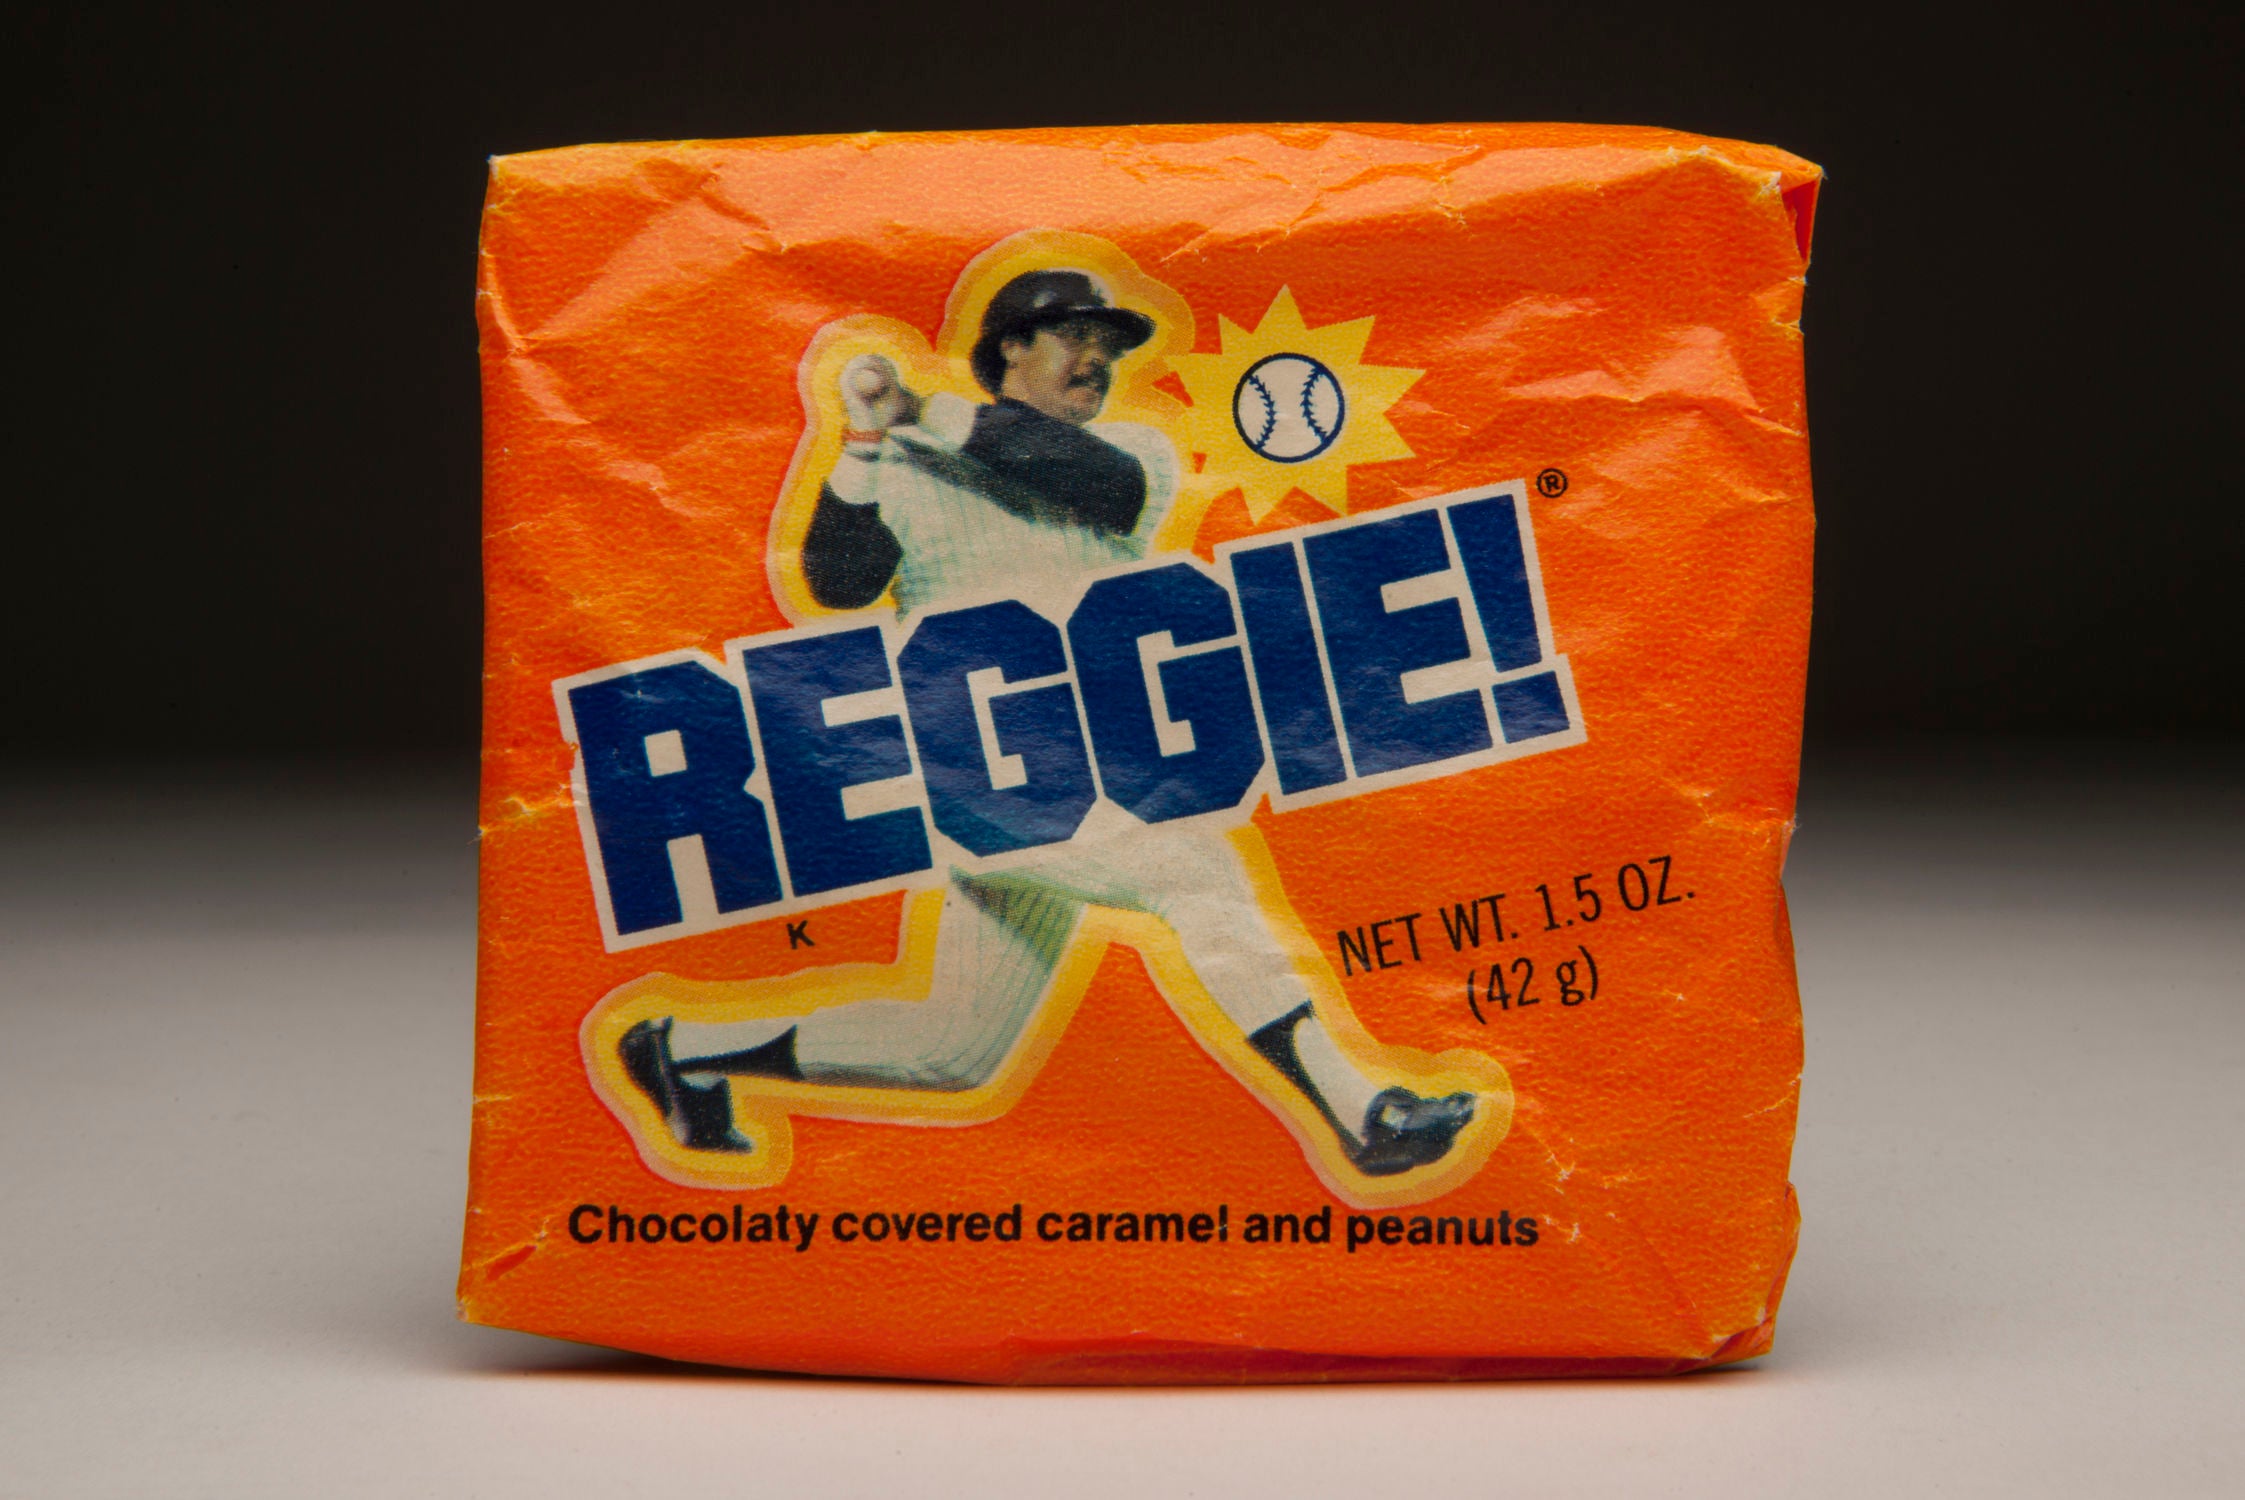 REGGIE!®
K
NET WT. 1.5 OZ.
(42 g)
Chocolaty covered caramel and peanuts